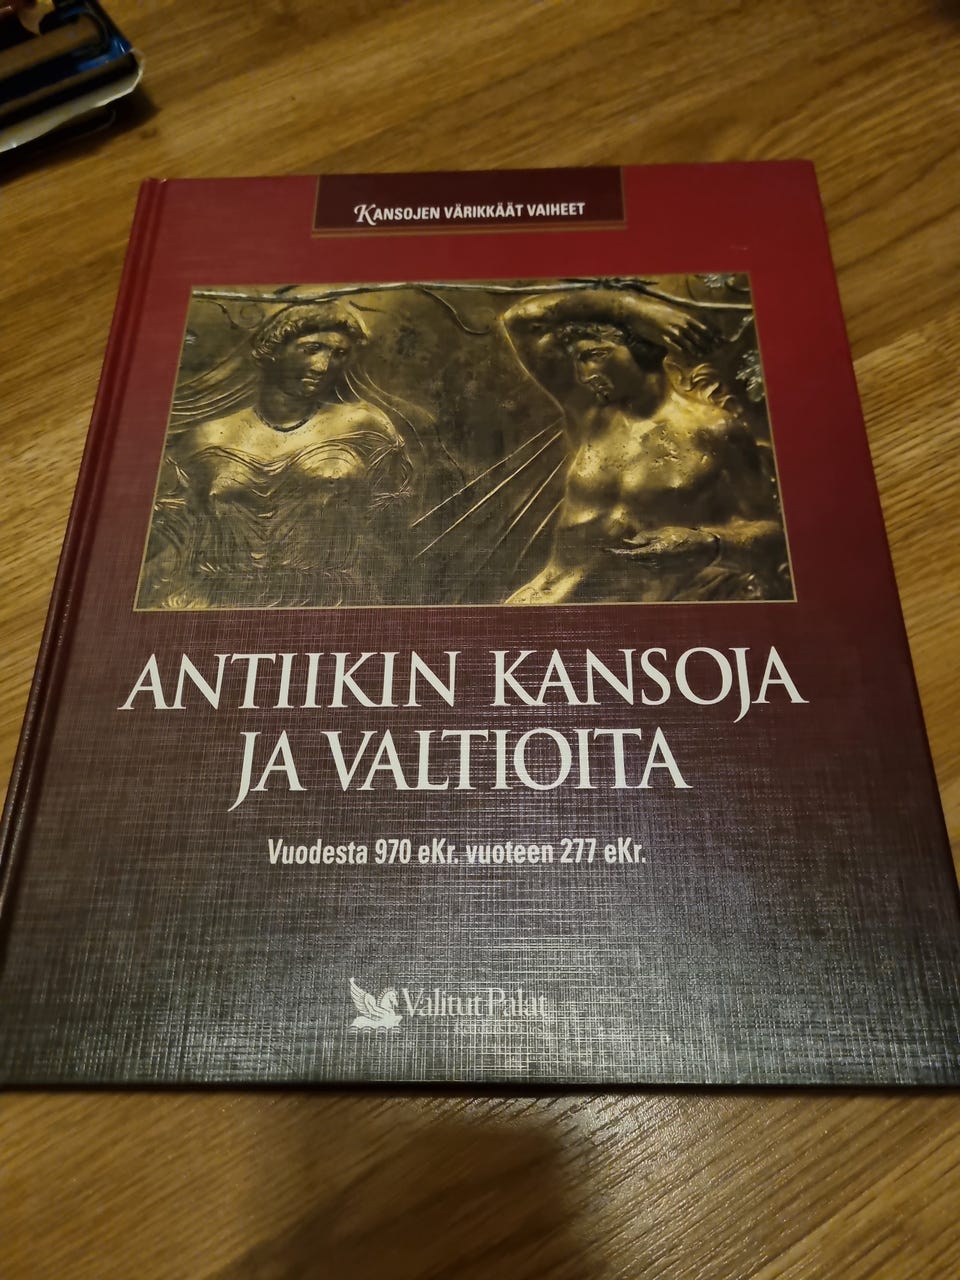 KANSOJEN VÄRIKKÄÄT VAIHEET
ANTIIKIN KANSOJA
JA VALTIOITA
Vuodesta 970 eKr. vuoteen 277 eKr.
Valitut Palat